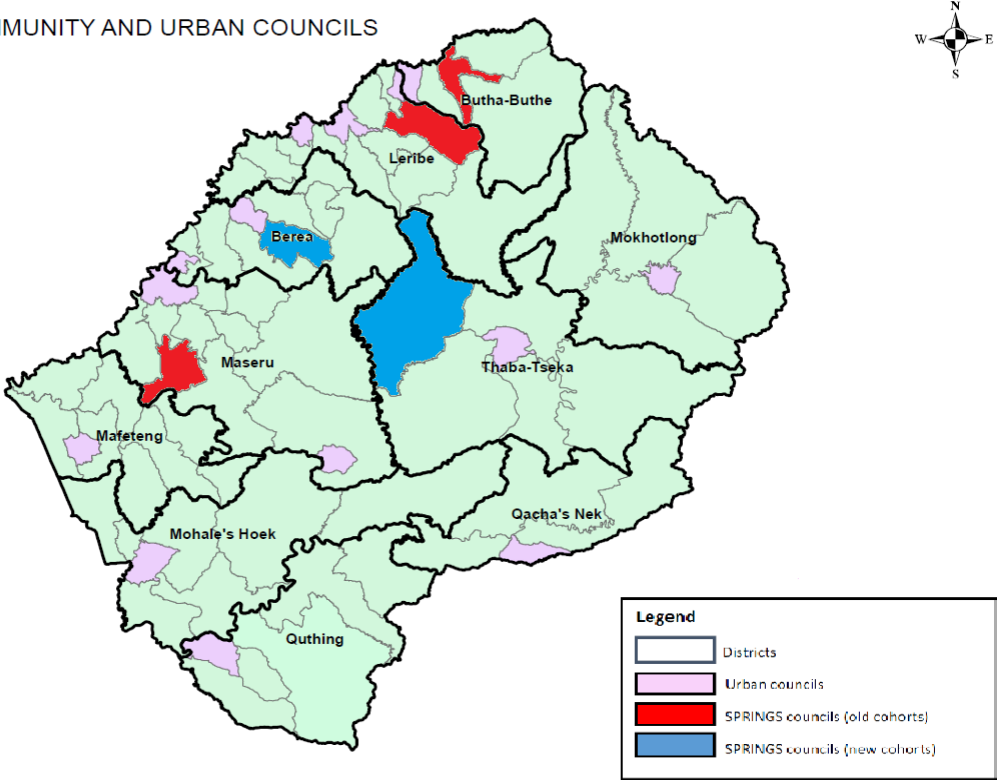 MMUNITY AND URBAN COUNCILS
N
W
E
S
Butha-Buthe
Leribe
Mokhotlong
Berea
Maseru
Thaba-Tseka
Mafeteng
Qacha's Nek
Mohale's Hoek
Quthing
Legend
Districts
Urban councils
SPRINGS councils (old cohorts)
SPRINGS councils (new cohorts)